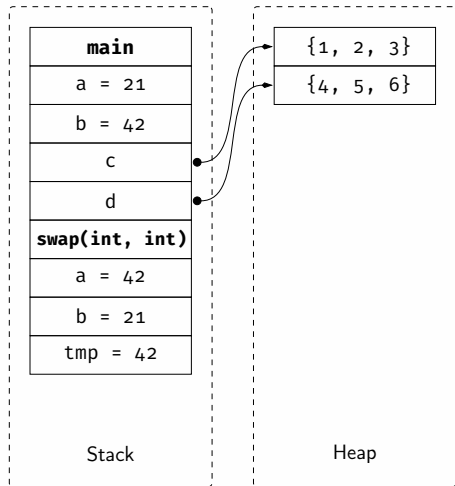 main
a = 21
b = 42
c
d
swap(int, int)
a = 42
b = 21
tmp = 42
Stack
{1, 2, 3}
{4, 5, 6}
Heap